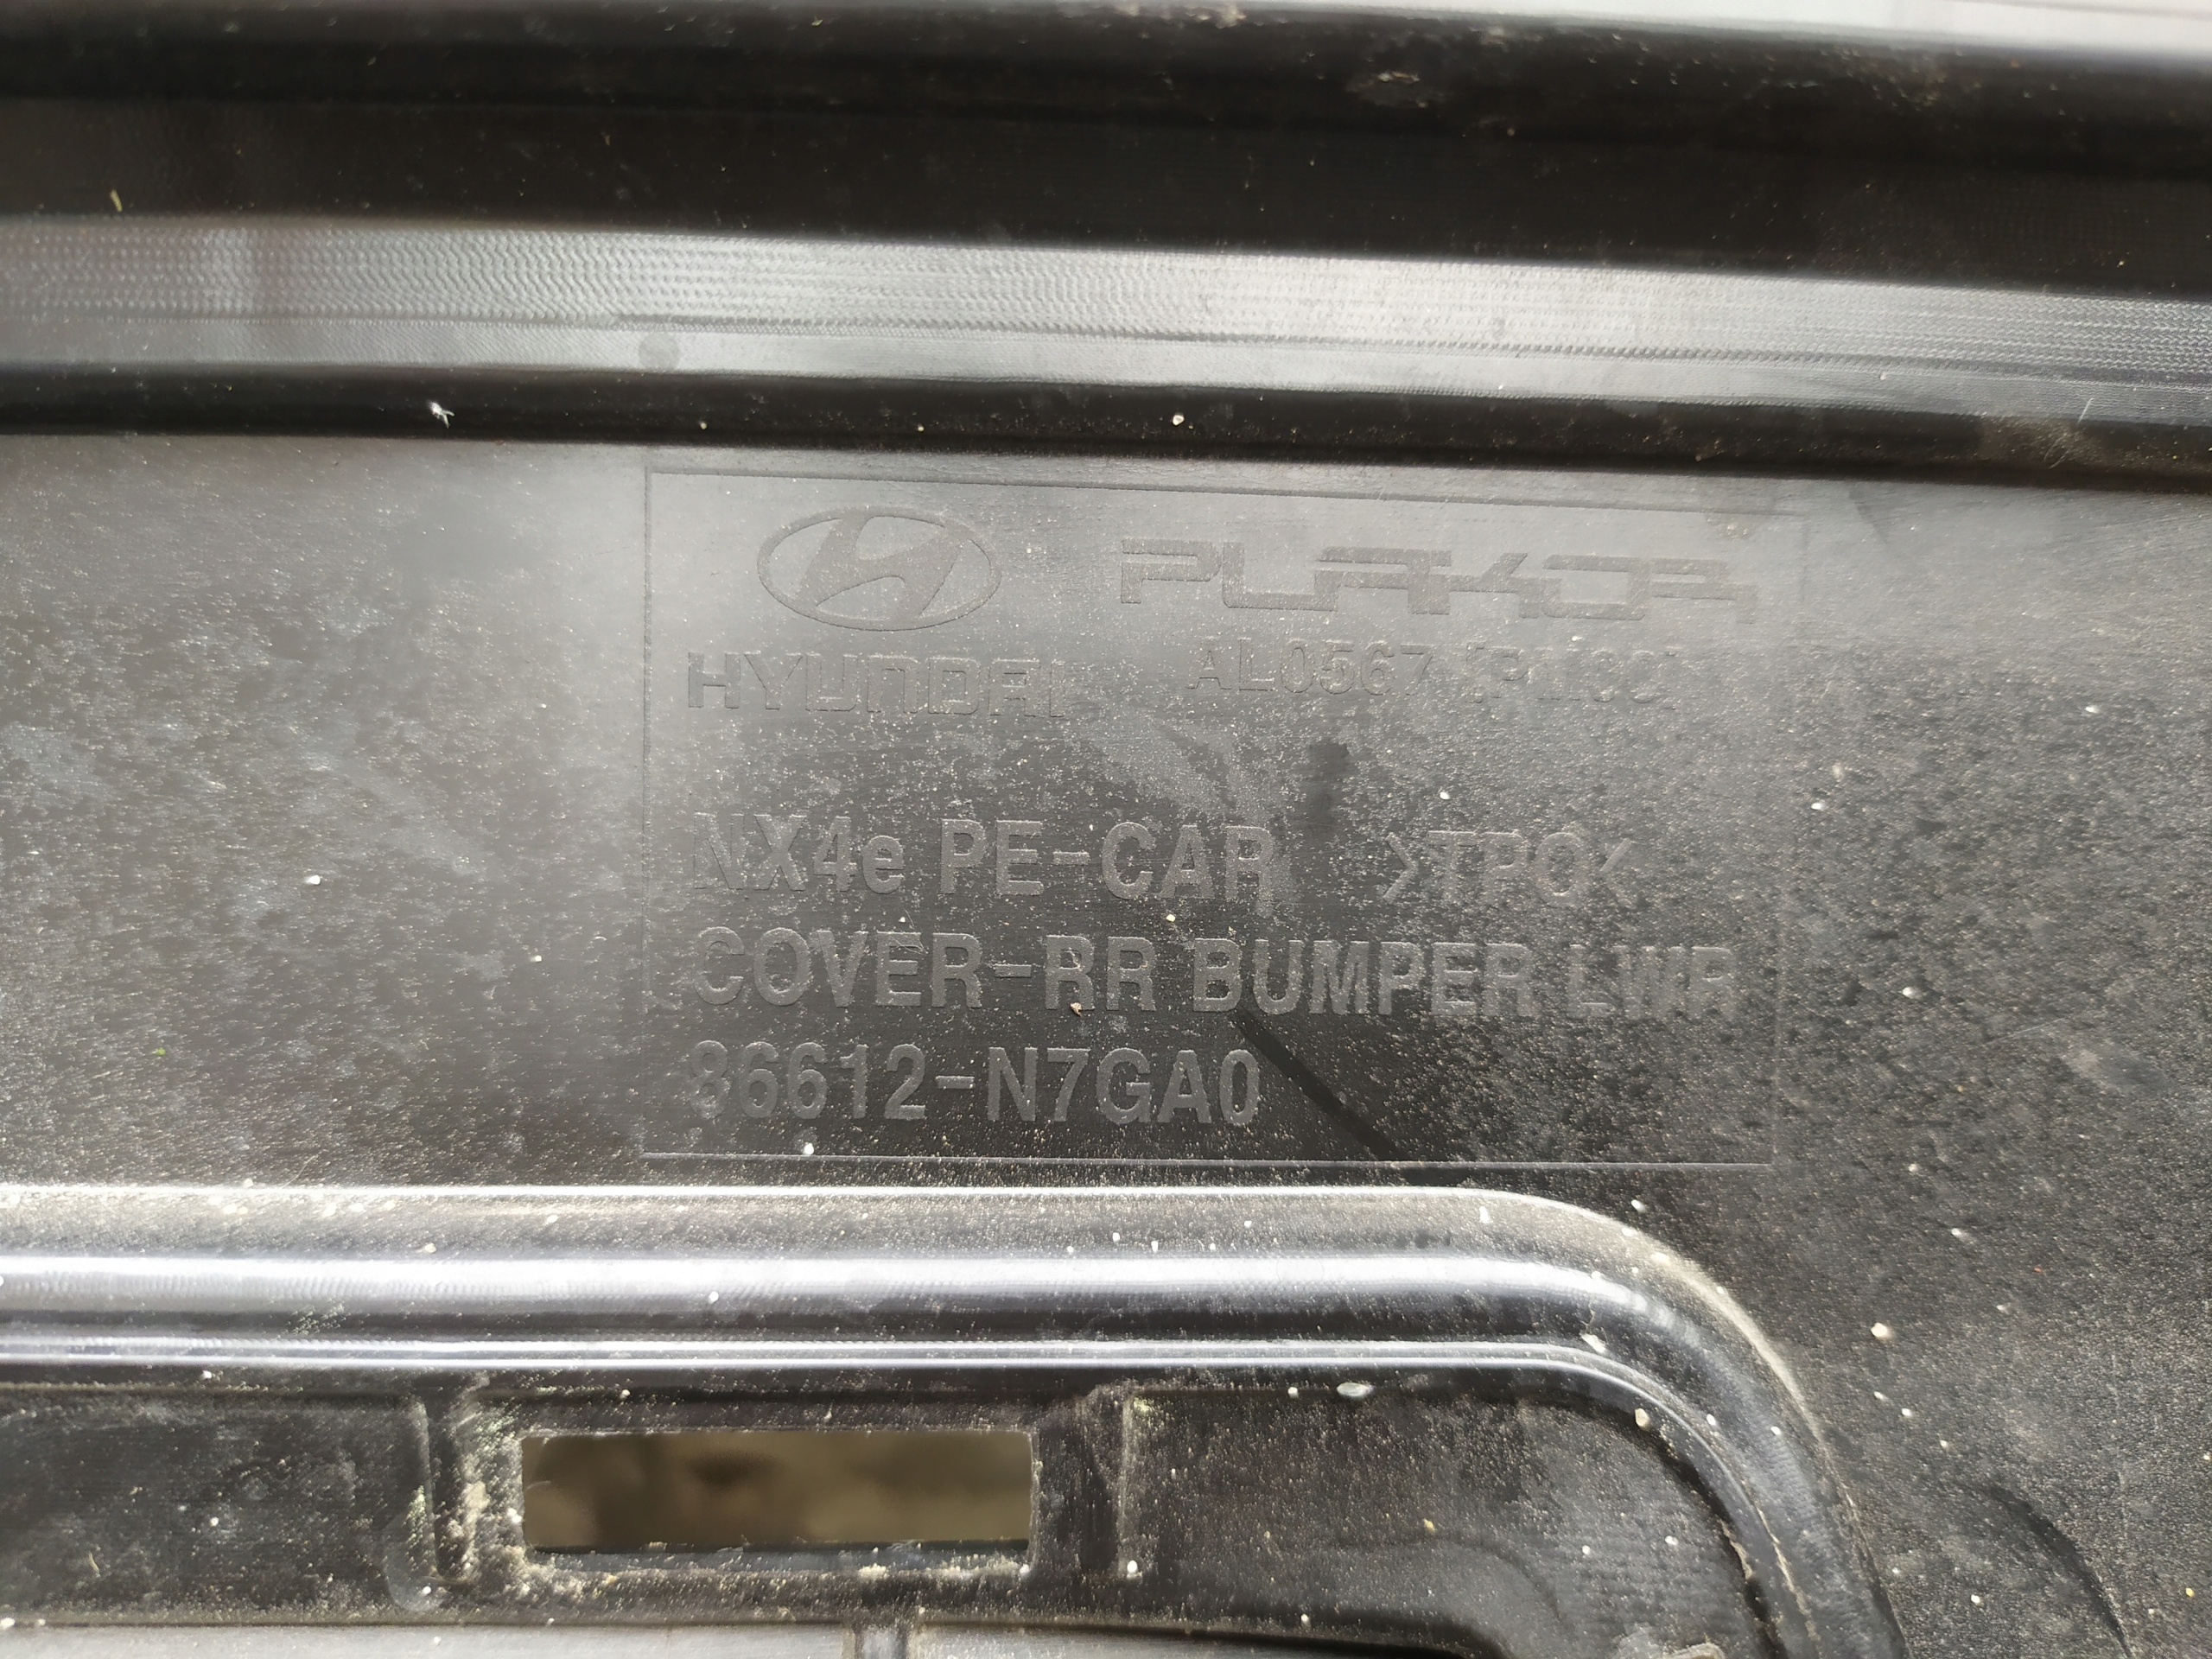 PLAKOR
HYUNDAI
AL0567
NX4e PE-CAR >TPO<
COVER-RR BUMPER LWR
86612-N7GA0